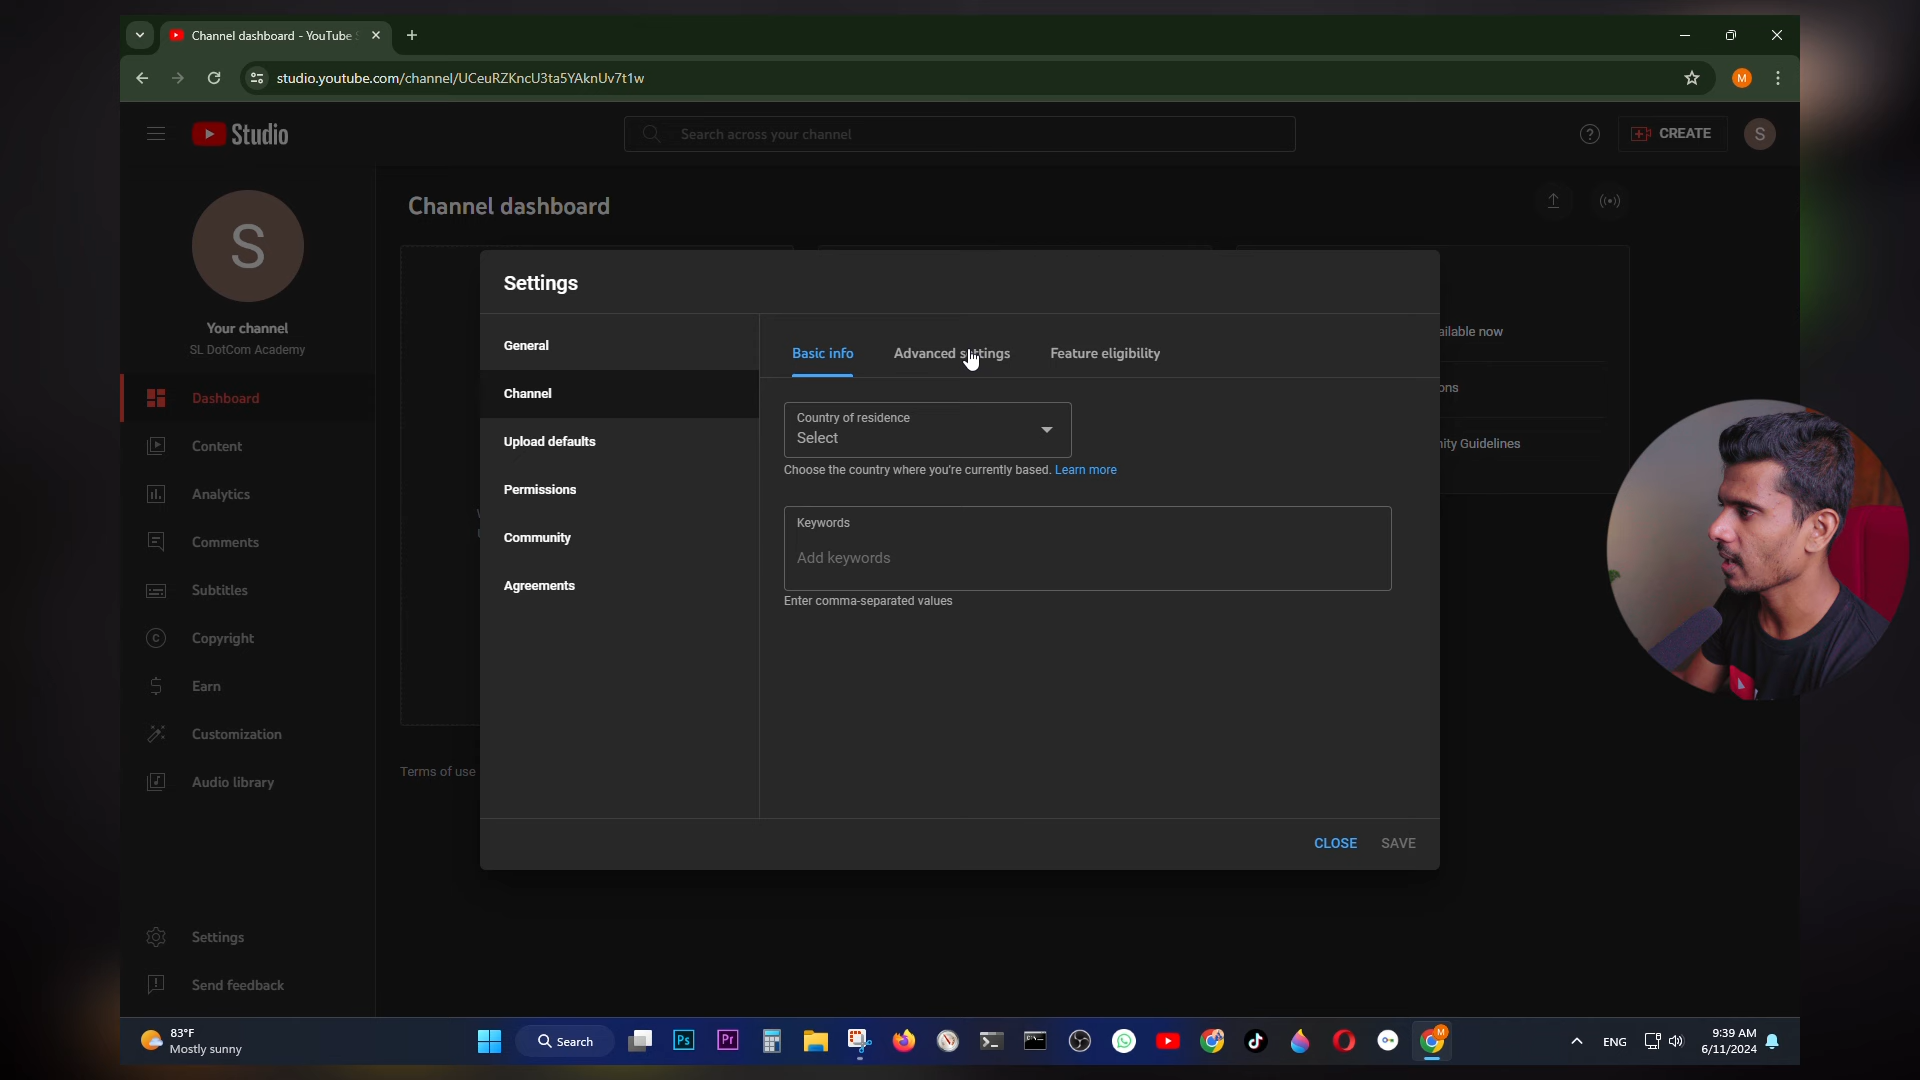 Channel dashboard - YouTube
studio.youtube.com/channel/UCeuRZKncU3ta5YAknUv7t1w
M
Studio
Search across your channel
CREATE
S
S
Your channel
SL DotCom Academy
Dashboard
Content
Analytics
Comments
Subtitles
Copyright
Earn
Customization
Audio library
Settings
Send feedback
Channel dashboard
Terms of use
Settings
General
Channel
Upload defaults
Permissions
Community
Agreements
Basic info
Advanced settings
Feature eligibility
Country of residence
Select
Choose the country where you're currently based. Learn more
Keywords
Add keywords
Enter comma-separated values
CLOSE
SAVE
ailable now
ons
ity Guidelines
83°F
Mostly sunny
Search
Ps
Pr
M
ENG
9:39 AM
6/11/2024